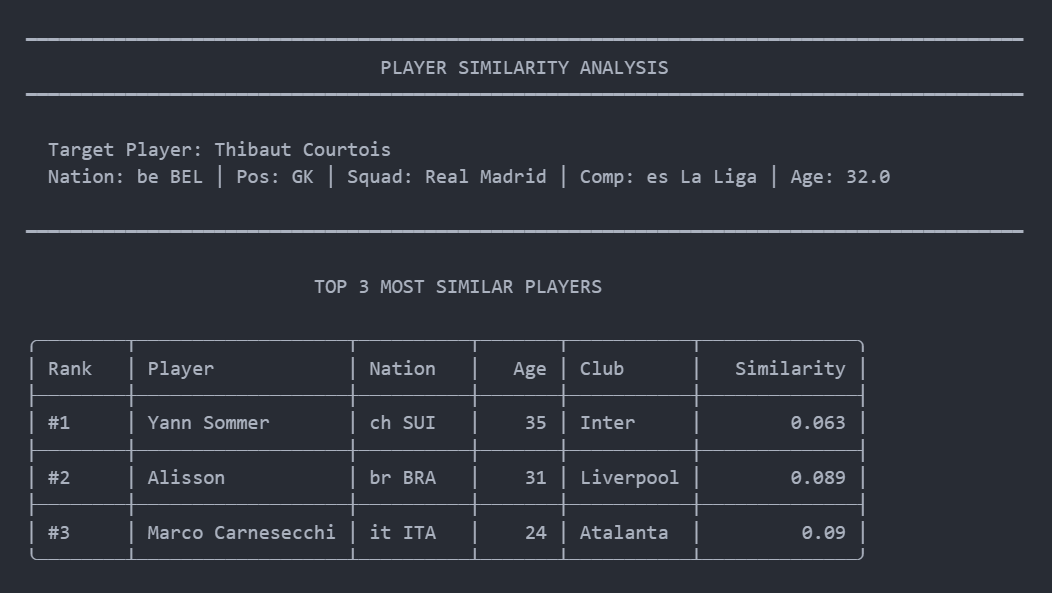 PLAYER SIMILARITY ANALYSIS
Target Player: Thibaut Courtois
Nation: be BEL | Pos: GK | Squad: Real Madrid | Comp: es La Liga | Age: 32.0
TOP 3 MOST SIMILAR PLAYERS
Rank | Player | Nation | Age | Club | Similarity
#1 | Yann Sommer | ch SUI | 35 | Inter | 0.063
#2 | Alisson | br BRA | 31 | Liverpool | 0.089
#3 | Marco Carnesecchi | it ITA | 24 | Atalanta | 0.09